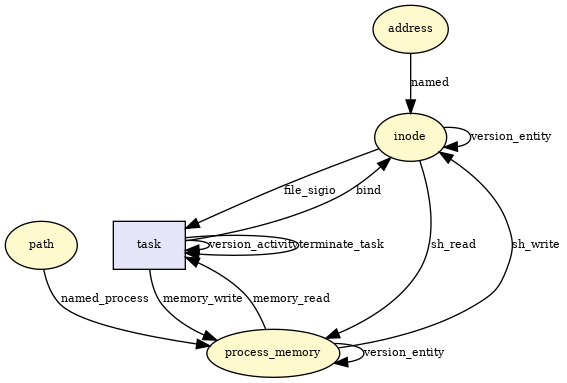 address
named
inode
version_entity
file_sigio
bind
path
task
version_activity
terminate_task
sh_read
sh_write
named_process
memory_write
memory_read
process_memory
version_entity